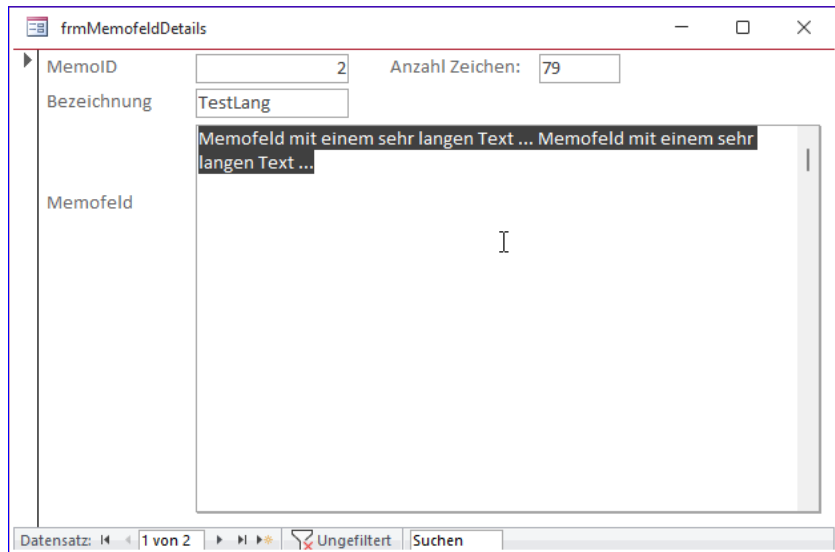 frmMemofeldDetails
MemoID 2 Anzahl Zeichen: 79
Bezeichnung TestLang
Memofeld mit einem sehr langen Text ... Memofeld mit einem sehr
langen Text ...
Memofeld
Datensatz: 1 von 2 Ungefiltert Suchen